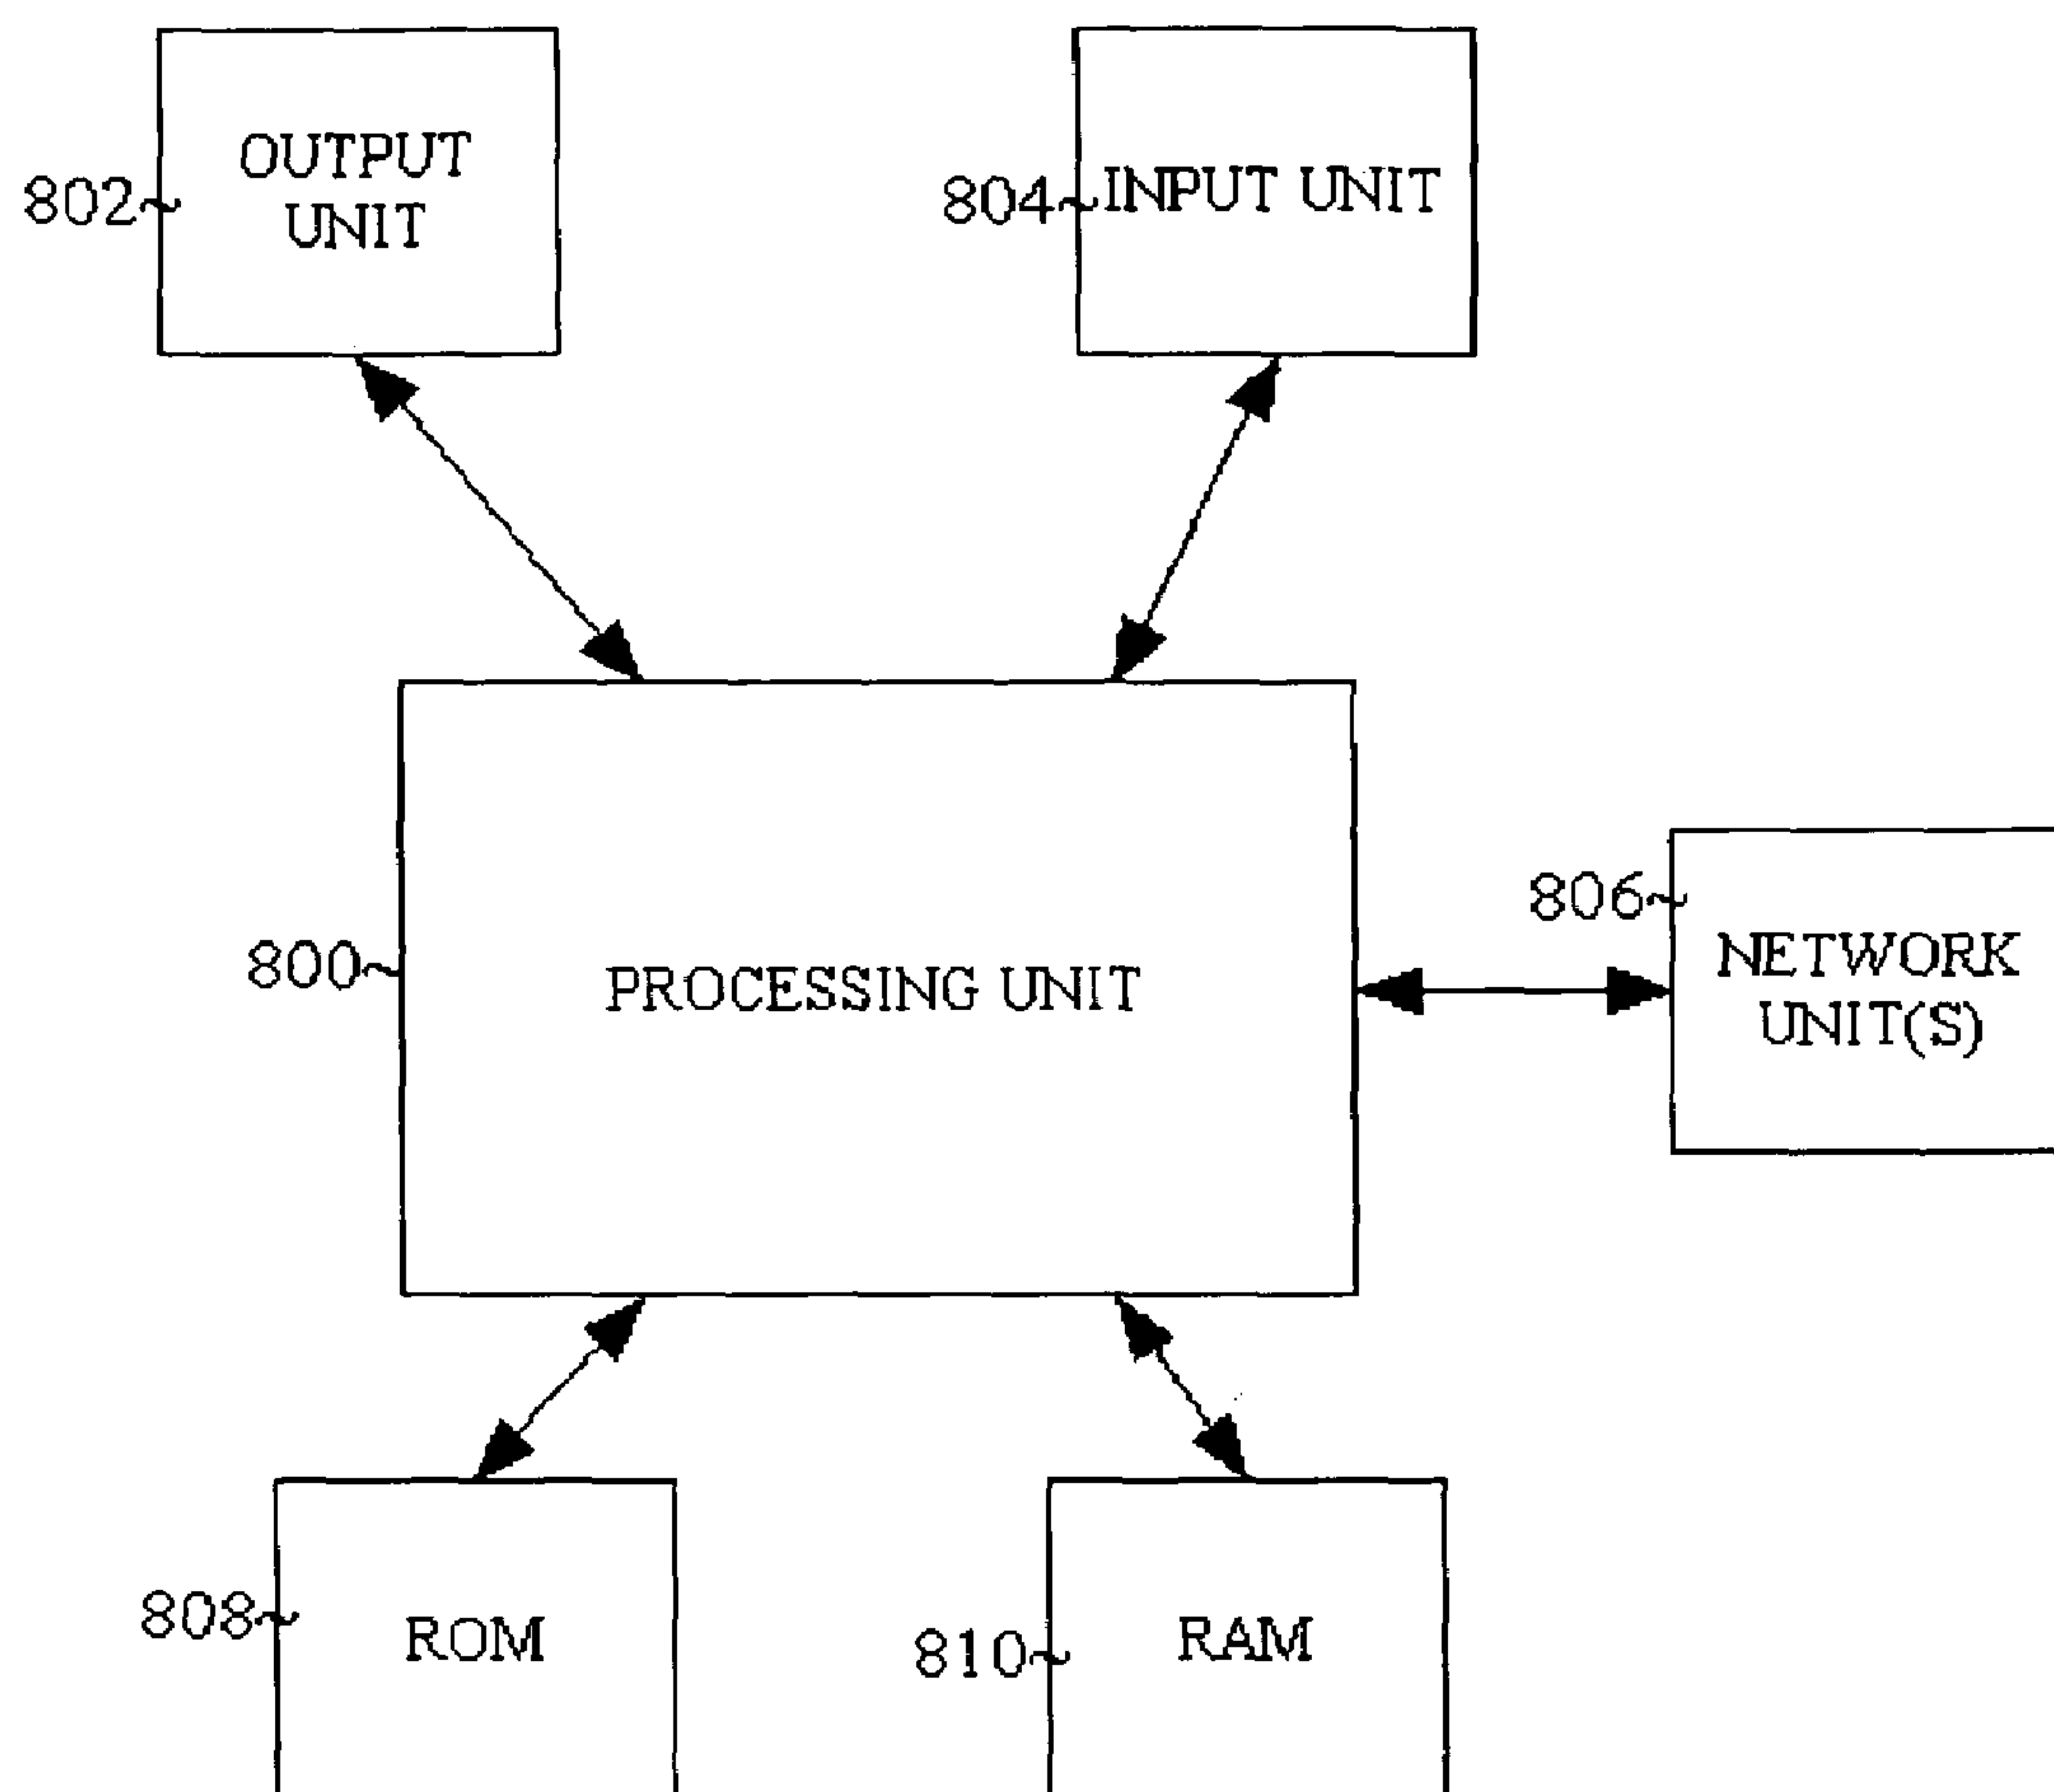 OUTPUT
UNIT
802
804
INPUT UNIT
806
NETWORK
UNIT(S)
800
PROCESSING UNIT
808
ROM
810
RAM